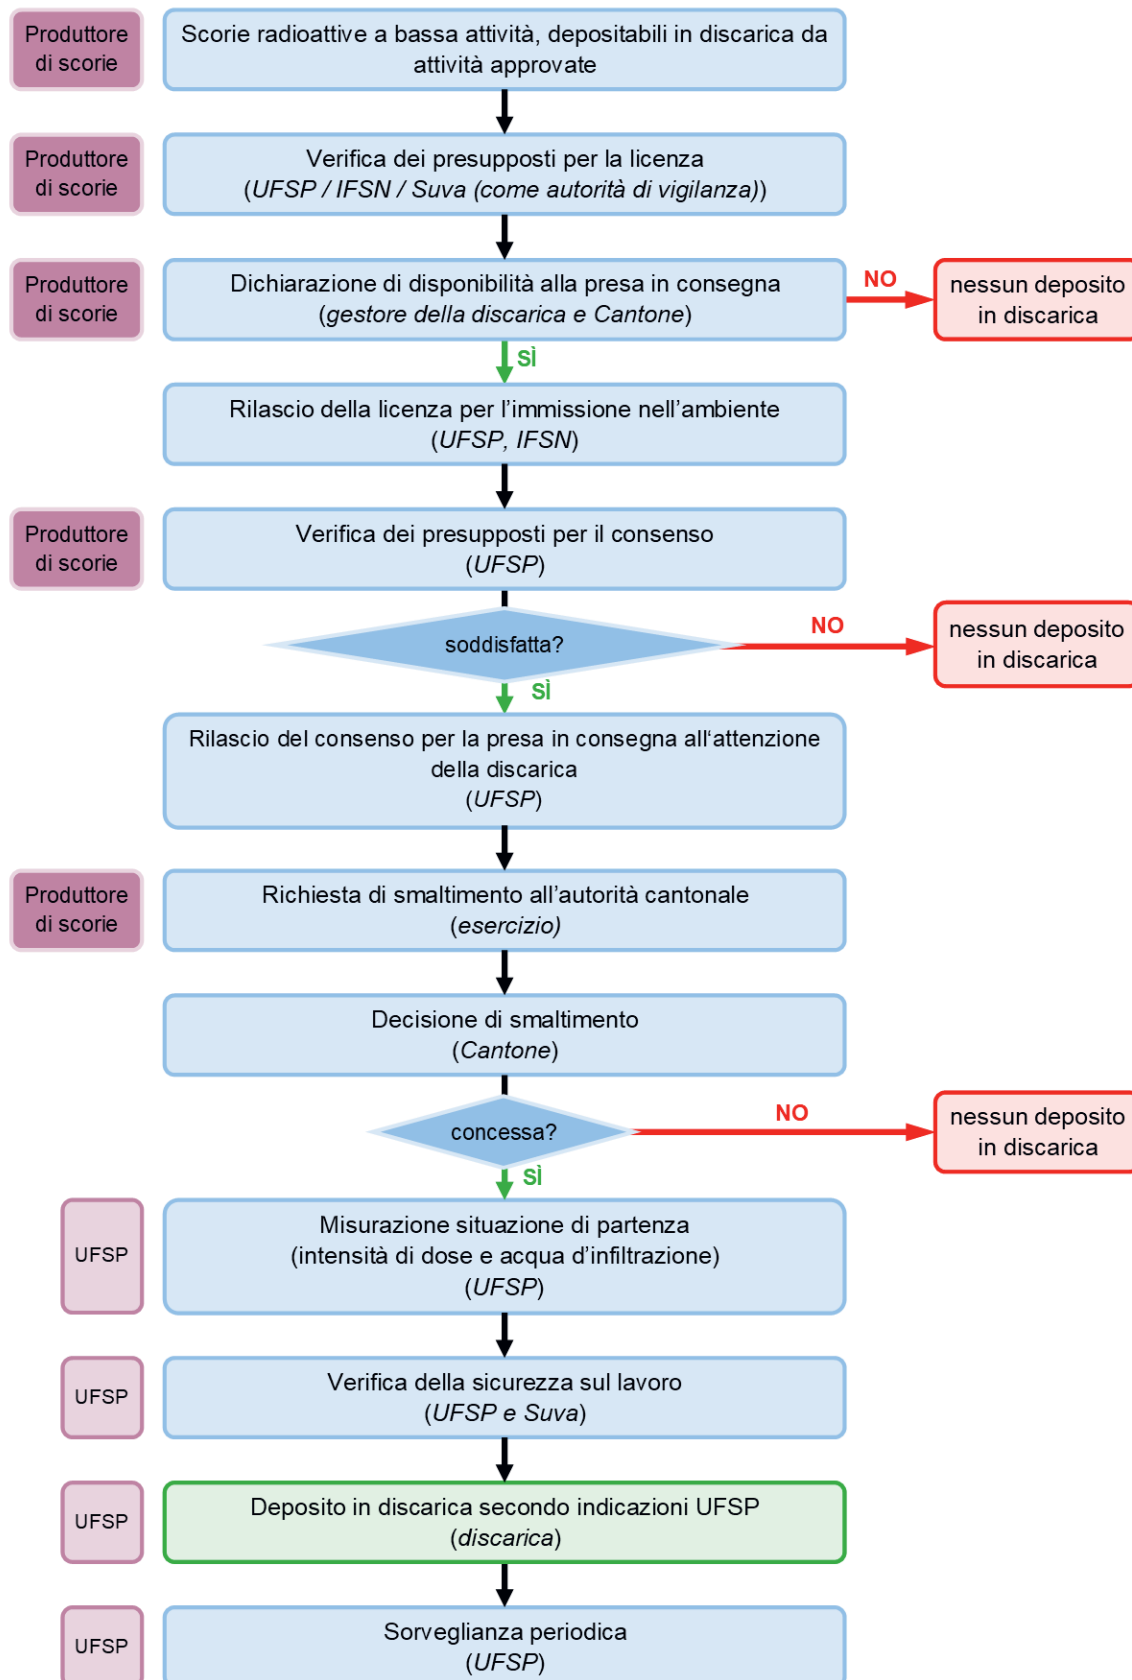 Produttore
di scorie
Scorie radioattive a bassa attività, depositabili in discarica da
attività approvate
Produttore
di scorie
Verifica dei presupposti per la licenza
(UFSP / IFSN / Suva (come autorità di vigilanza))
Produttore
di scorie
Dichiarazione di disponibilità alla presa in consegna
(gestore della discarica e Cantone)
NO
nessun deposito
in discarica
SÌ
Rilascio della licenza per l'immissione nell'ambiente
(UFSP, IFSN)
Produttore
di scorie
Verifica dei presupposti per il consenso
(UFSP)
soddisfatta?
NO
nessun deposito
in discarica
SÌ
Rilascio del consenso per la presa in consegna all‘attenzione
della discarica
(UFSP)
Produttore
di scorie
Richiesta di smaltimento all'autorità cantonale
(esercizio)
Decisione di smaltimento
(Cantone)
concessa?
NO
nessun deposito
in discarica
SÌ
UFSP
Misurazione situazione di partenza
(intensità di dose e acqua d'infiltrazione)
(UFSP)
UFSP
Verifica della sicurezza sul lavoro
(UFSP e Suva)
UFSP
Deposito in discarica secondo indicazioni UFSP
(discarica)
UFSP
Sorveglianza periodica
(UFSP)